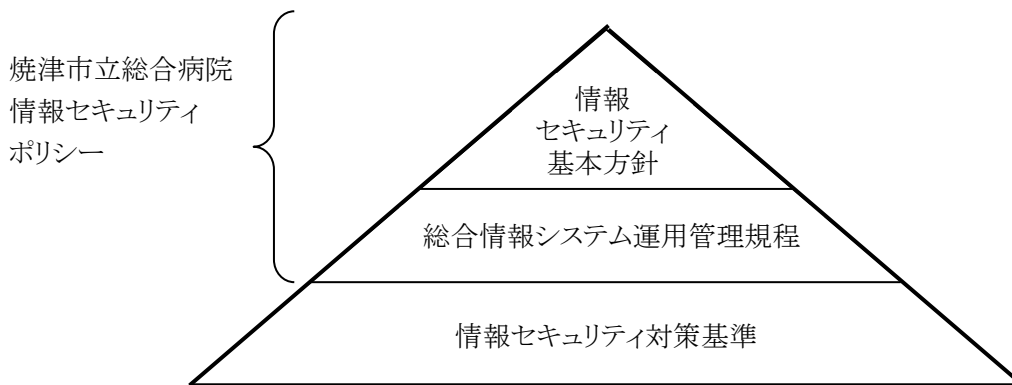 焼津市立総合病院
情報セキュリティ
ポリシー
情報
セキュリティ
基本方針
総合情報システム運用管理規程
情報セキュリティ対策基準